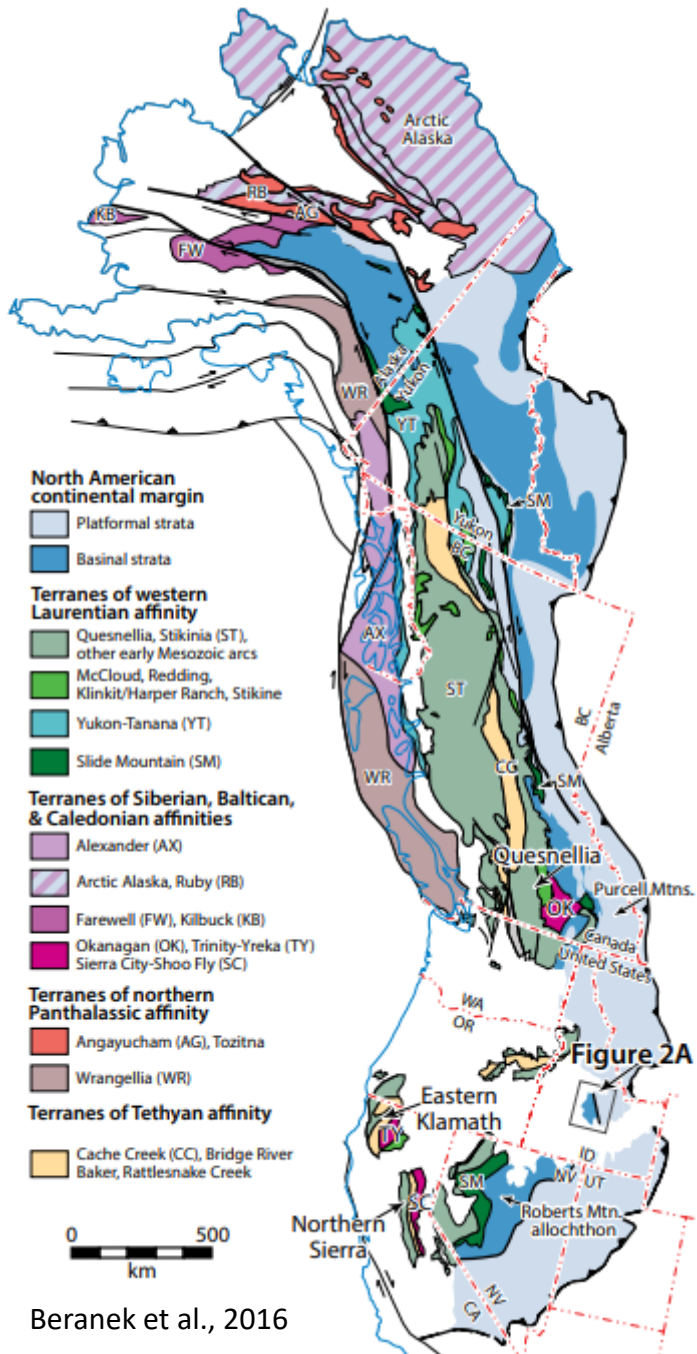 Arctic
Alaska
RB
KB
AG
FW
WR
Alaska
Yukon
YT
SM
Yukon
BC
AX
ST
BC
Alberta
WR
CG
SM
Quesnellia
Purcell Mtns.
OK
Canada
United States
WA
OR
Figure 2A
Eastern
Klamath
TY
ID
NV
UT
SM
SC
Roberts Mtn.
allochthon
Northern
Sierra
NV
CA
North American
continental margin
Platformal strata
Basinal strata
Terranes of western
Laurentian affinity
Quesnellia, Stikinia (ST),
other early Mesozoic arcs
McCloud, Redding,
Klinkit/Harper Ranch, Stikine
Yukon-Tanana (YT)
Slide Mountain (SM)
Terranes of Siberian, Baltican,
& Caledonian affinities
Alexander (AX)
Arctic Alaska, Ruby (RB)
Farewell (FW), Kilbuck (KB)
Okanagan (OK), Trinity-Yreka (TY)
Sierra City-Shoo Fly (SC)
Terranes of northern
Panthalassic affinity
Angayucham (AG), Tozitna
Wrangellia (WR)
Terranes of Tethyan affinity
Cache Creek (CC), Bridge River
Baker, Rattlesnake Creek
0
500
km
Beranek et al., 2016